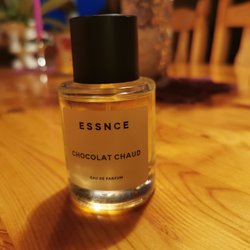 ESSNCE
CHOCOLAT CHAUD
EAU DE PARFUM